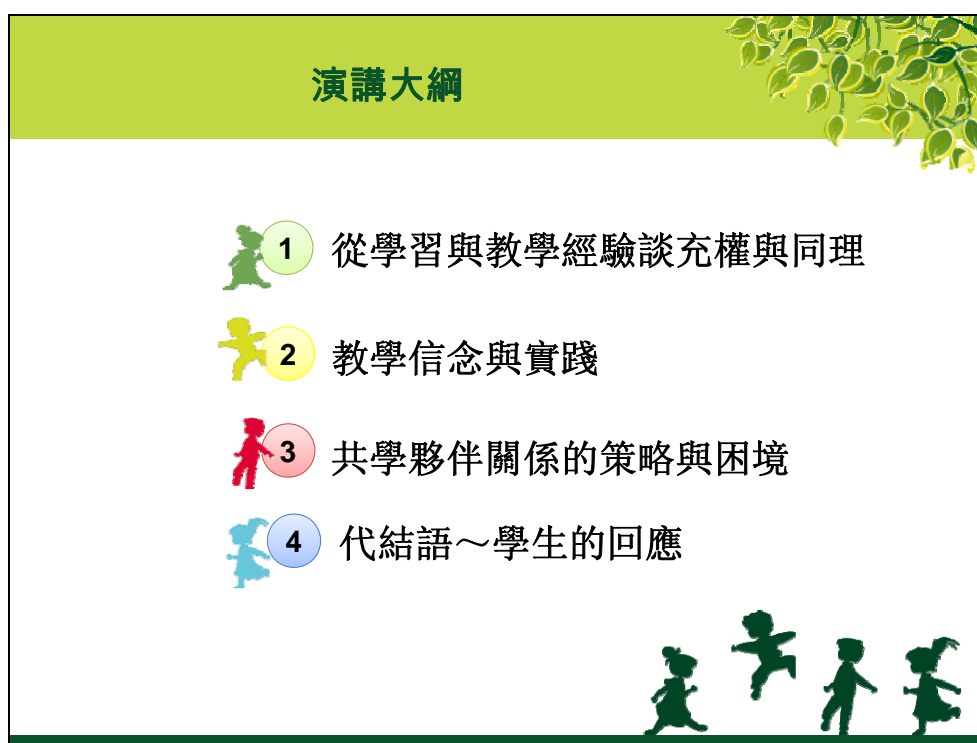 演講大綱
1 從學習與教學經驗談充權與同理
2 教學信念與實踐
3 共學夥伴關係的策略與困境
4 代結語～學生的回應